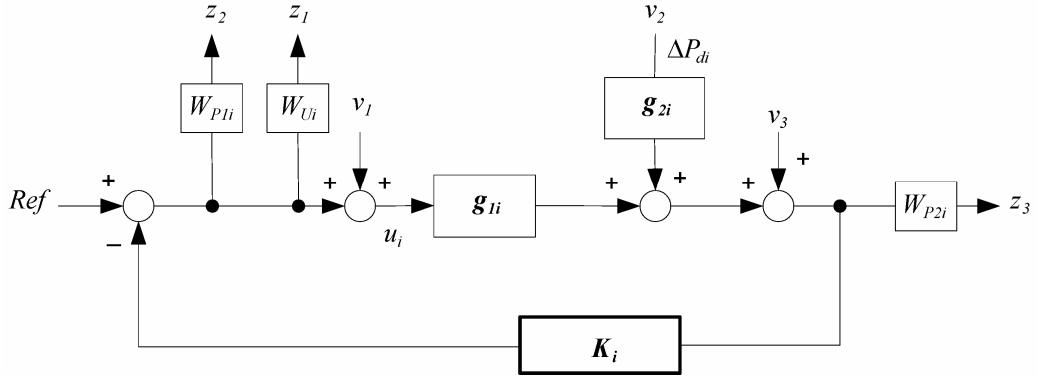 z2 z1 v2
ΔPdi
WP1i WUi v1 g2i v3
+ +
Ref + + + g1i + + + WP2i z3
− ui
Ki